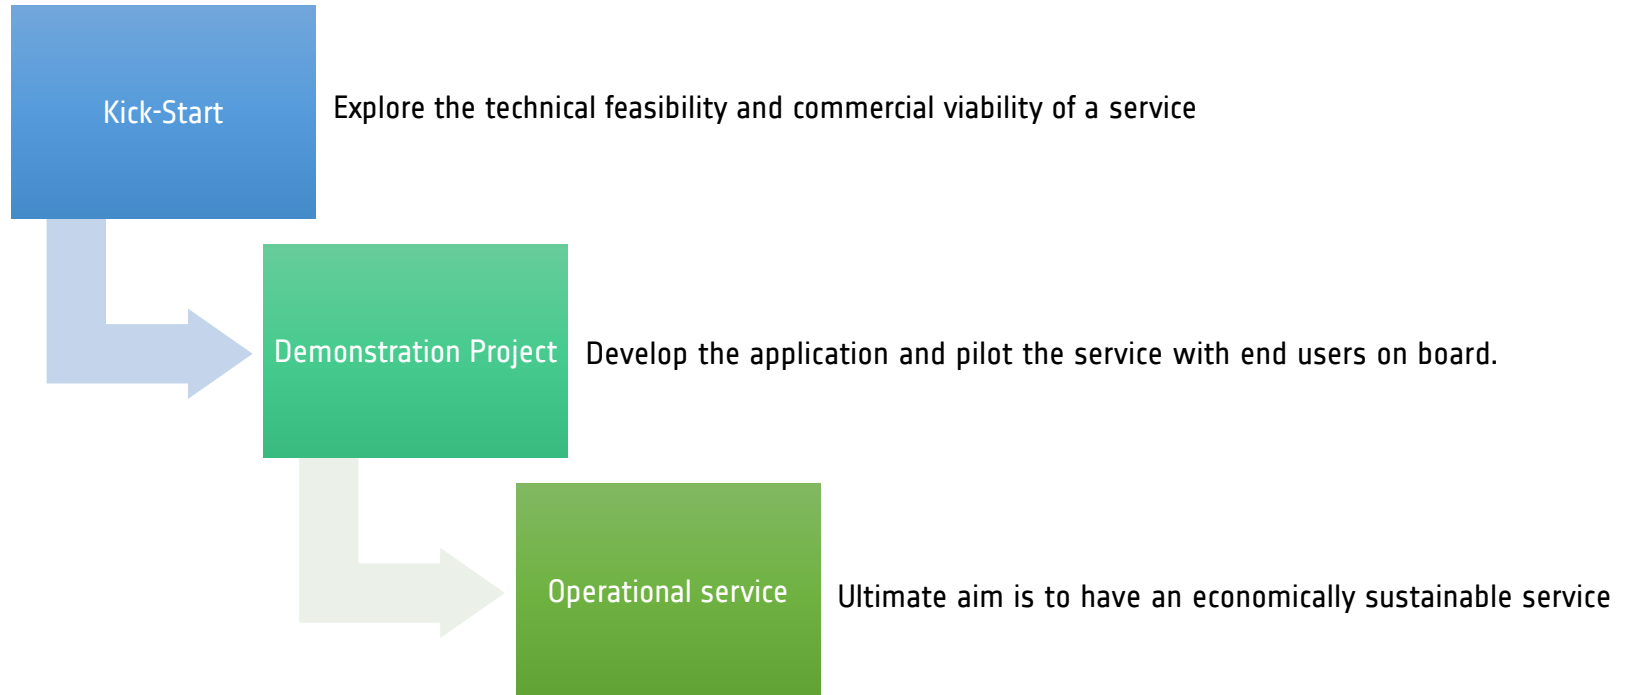 Kick-Start
Explore the technical feasibility and commercial viability of a service
Demonstration Project
Develop the application and pilot the service with end users on board.
Operational service
Ultimate aim is to have an economically sustainable service